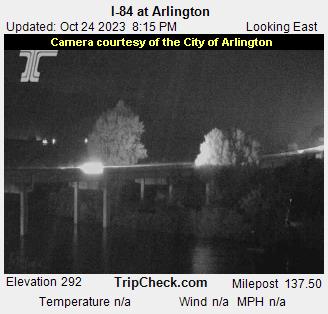 I-84 at Arlington
Updated: Oct 24 2023 8:15 PM Looking East
Camera courtesy of the City of Arlington
Elevation 292 TripCheck.com Milepost 137.50
Temperature n/a Wind n/a MPH n/a